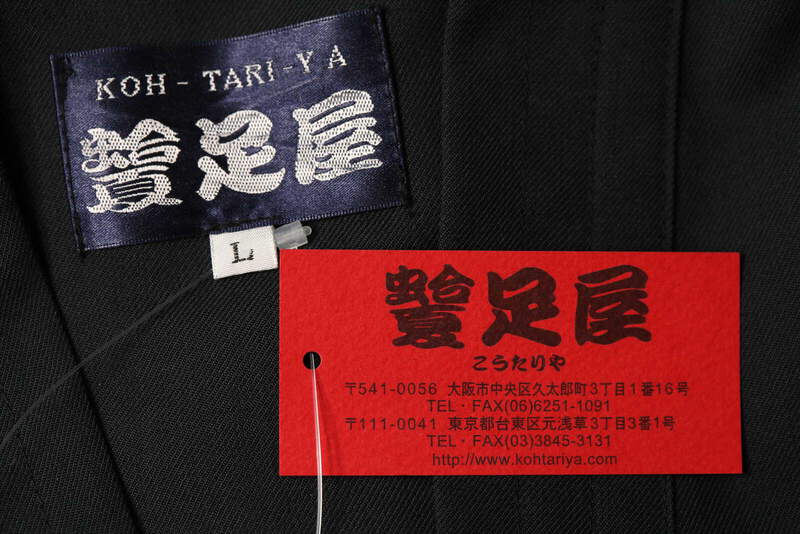 KOH-TARI-YA
足屋
L
足屋
こうたりや
〒541-0056 大阪市中央区久太郎町3丁目1番16号
TEL・FAX(06)6251-1091
〒111-0041 東京都台東区元浅草3丁目3番1号
TEL・FAX(03)3845-3131
http://www.kohtariya.com